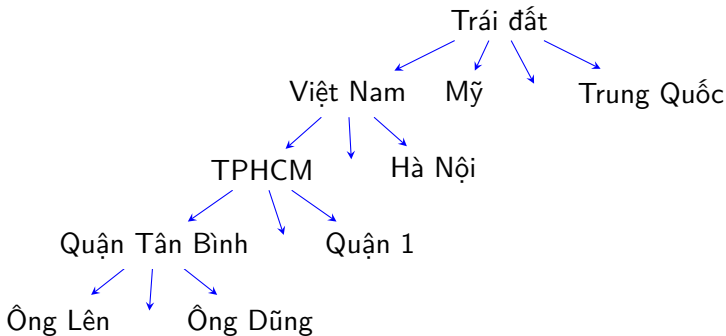 Trái đất
Việt Nam Mỹ Trung Quốc
TPHCM Hà Nội
Quận Tân Bình Quận 1
Ông Lên Ông Dũng